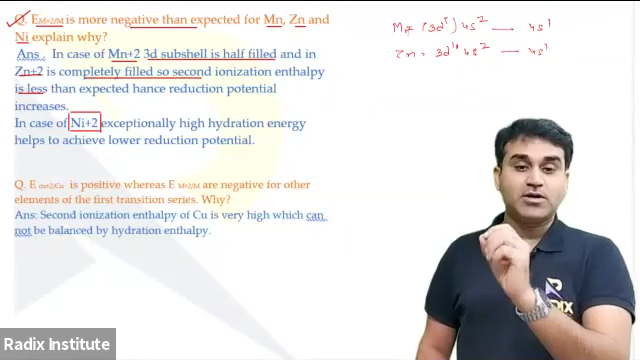 Q. EM+2/M is more negative than expected for Mn, Zn and
Ni explain why?
Ans. In case of Mn+2 3d subshell is half filled and in
Zn+2 is completely filled so second ionization enthalpy
is less than expected hance reduction potential
increases.
In case of Ni+2 exceptionally high hydration energy
helps to achieve lower reduction potential.
Q. E cu+2/Cu is positive whereas E M+2/M are negative for other
elements of the first transition series. Why?
Ans: Second ionization enthalpy of Cu is very high which can
not be balanced by hydration enthalpy.
(3d⁵) 4s² — 4s¹
Zn = 3d¹⁰ 4s² — 4s¹
RADIX
Radix Institute